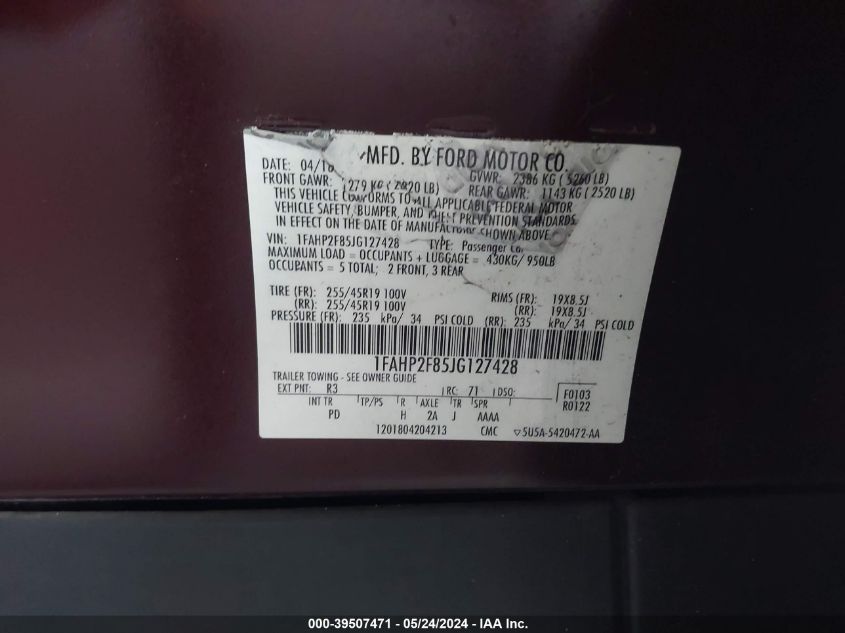 MFD. BY FORD MOTOR CO.
DATE: 04/18 GVWR: 2386 KG ( 5260 LB)
FRONT GAWR: 1279 KG ( 2820 LB) REAR GAWR: 1143 KG ( 2520 LB)
THIS VEHICLE CONFORMS TO ALL APPLICABLE FEDERAL MOTOR
VEHICLE SAFETY, BUMPER, AND THEFT PREVENTION STANDARDS
IN EFFECT ON THE DATE OF MANUFACTURE SHOWN ABOVE.
VIN: 1FAHP2F85JG127428 TYPE: Passenger Car
MAXIMUM LOAD = OCCUPANTS + LUGGAGE = 430KG/ 950LB
OCCUPANTS = 5 TOTAL; 2 FRONT, 3 REAR
TIRE (FR): 255/45R19 100V RIMS (FR): 19X8.5J
(RR): 255/45R19 100V (RR): 19X8.5J
PRESSURE (FR): 235 kPa/ 34 PSI COLD (RR): 235 kPa/ 34 PSI COLD
1FAHP2F85JG127428
TRAILER TOWING - SEE OWNER GUIDE
EXT PNT: R3 RC: 71 DSO: F0103
INT TR TP/PS R AXLE TR SPR R0122
PD H 2A J AAAA
1201804204213 CMC ▽5U5A-5420472-AA
000-39507471 - 05/24/2024 - IAA Inc.